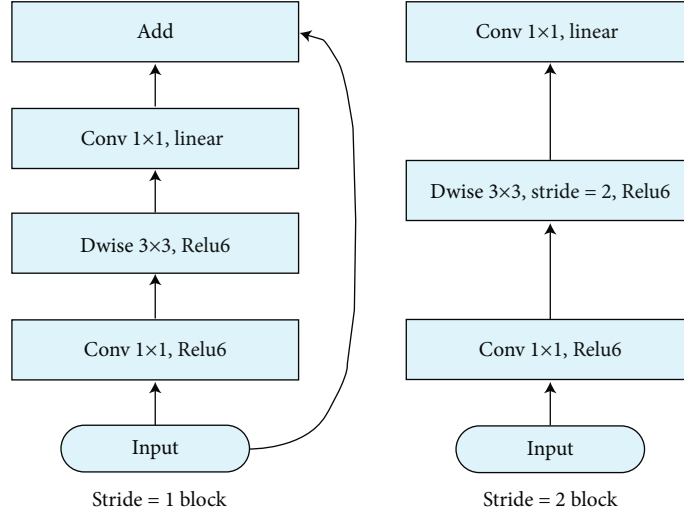 Add
Conv 1×1, linear
Dwise 3×3, Relu6
Conv 1×1, Relu6
Input
Stride = 1 block
Conv 1×1, linear
Dwise 3×3, stride = 2, Relu6
Conv 1×1, Relu6
Input
Stride = 2 block